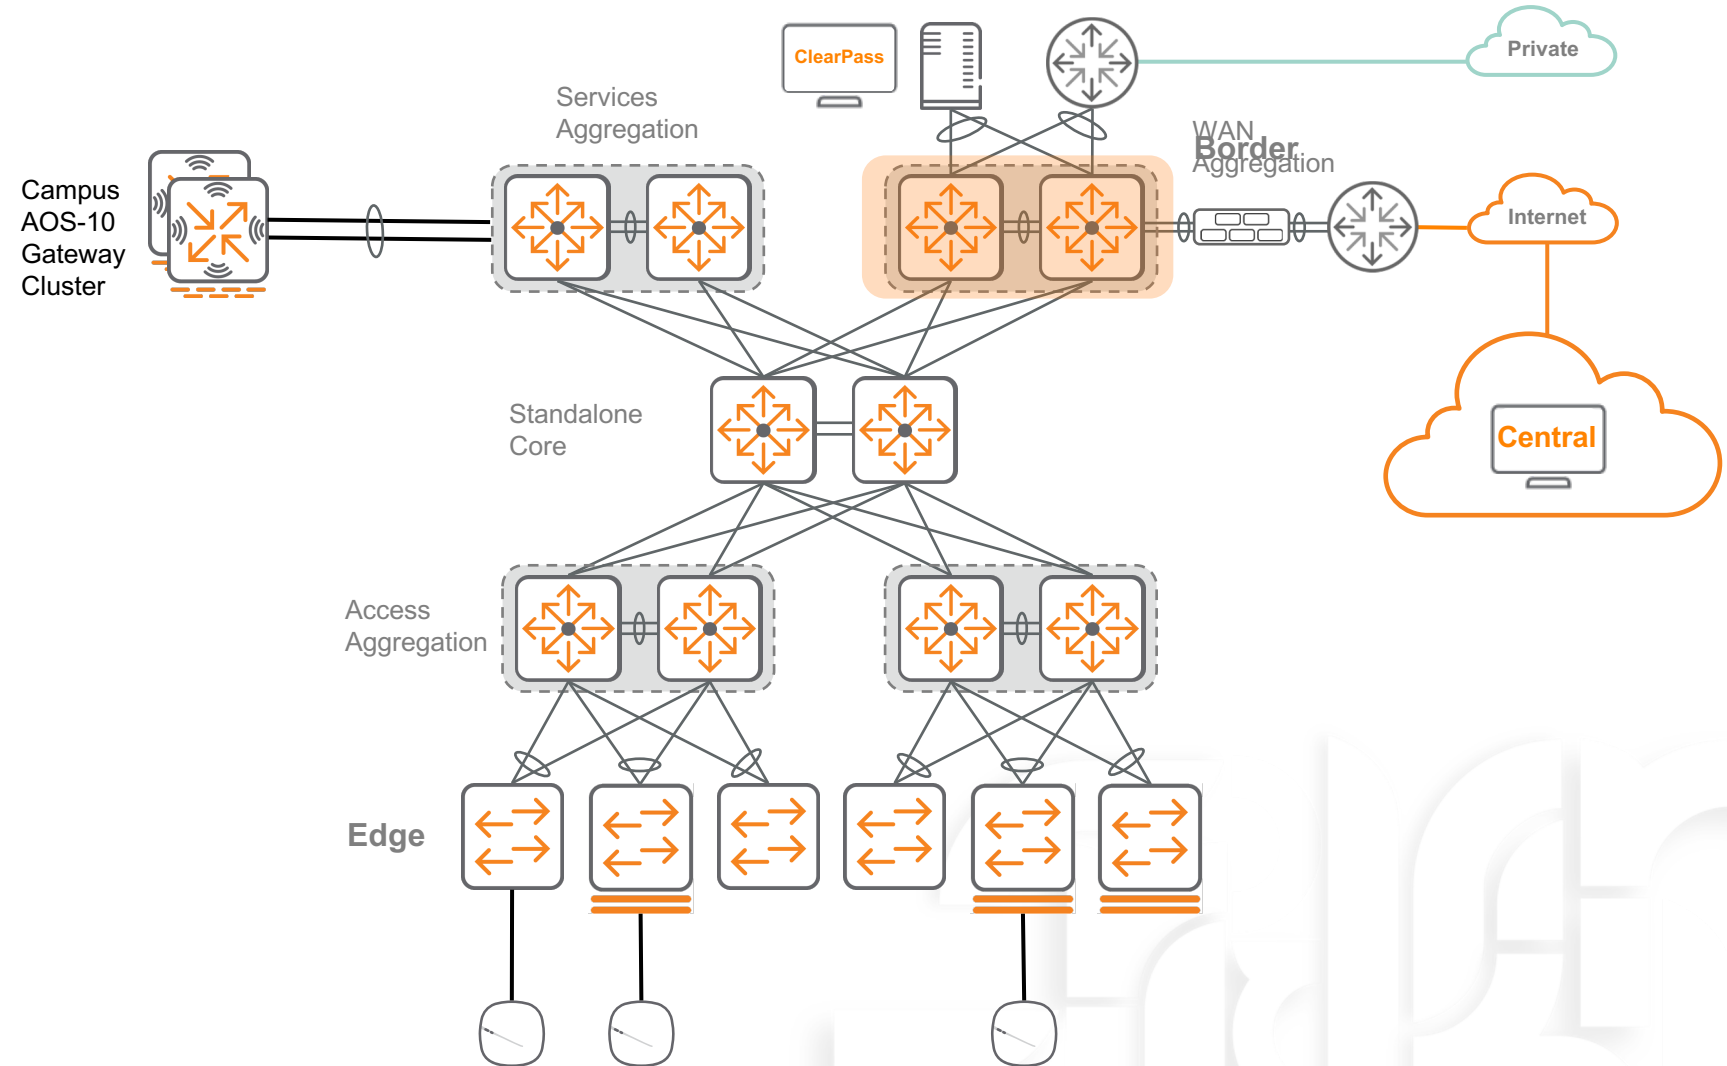 ClearPass
Private
Services
Aggregation
WAN
Border
Aggregation
Campus
AOS-10
Gateway
Cluster
Internet
Standalone
Core
Central
Access
Aggregation
Edge